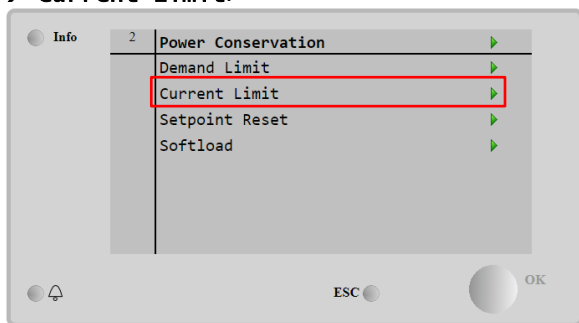 Info
2 Power Conservation
Demand Limit
Current Limit
Setpoint Reset
Softload
ESC
OK